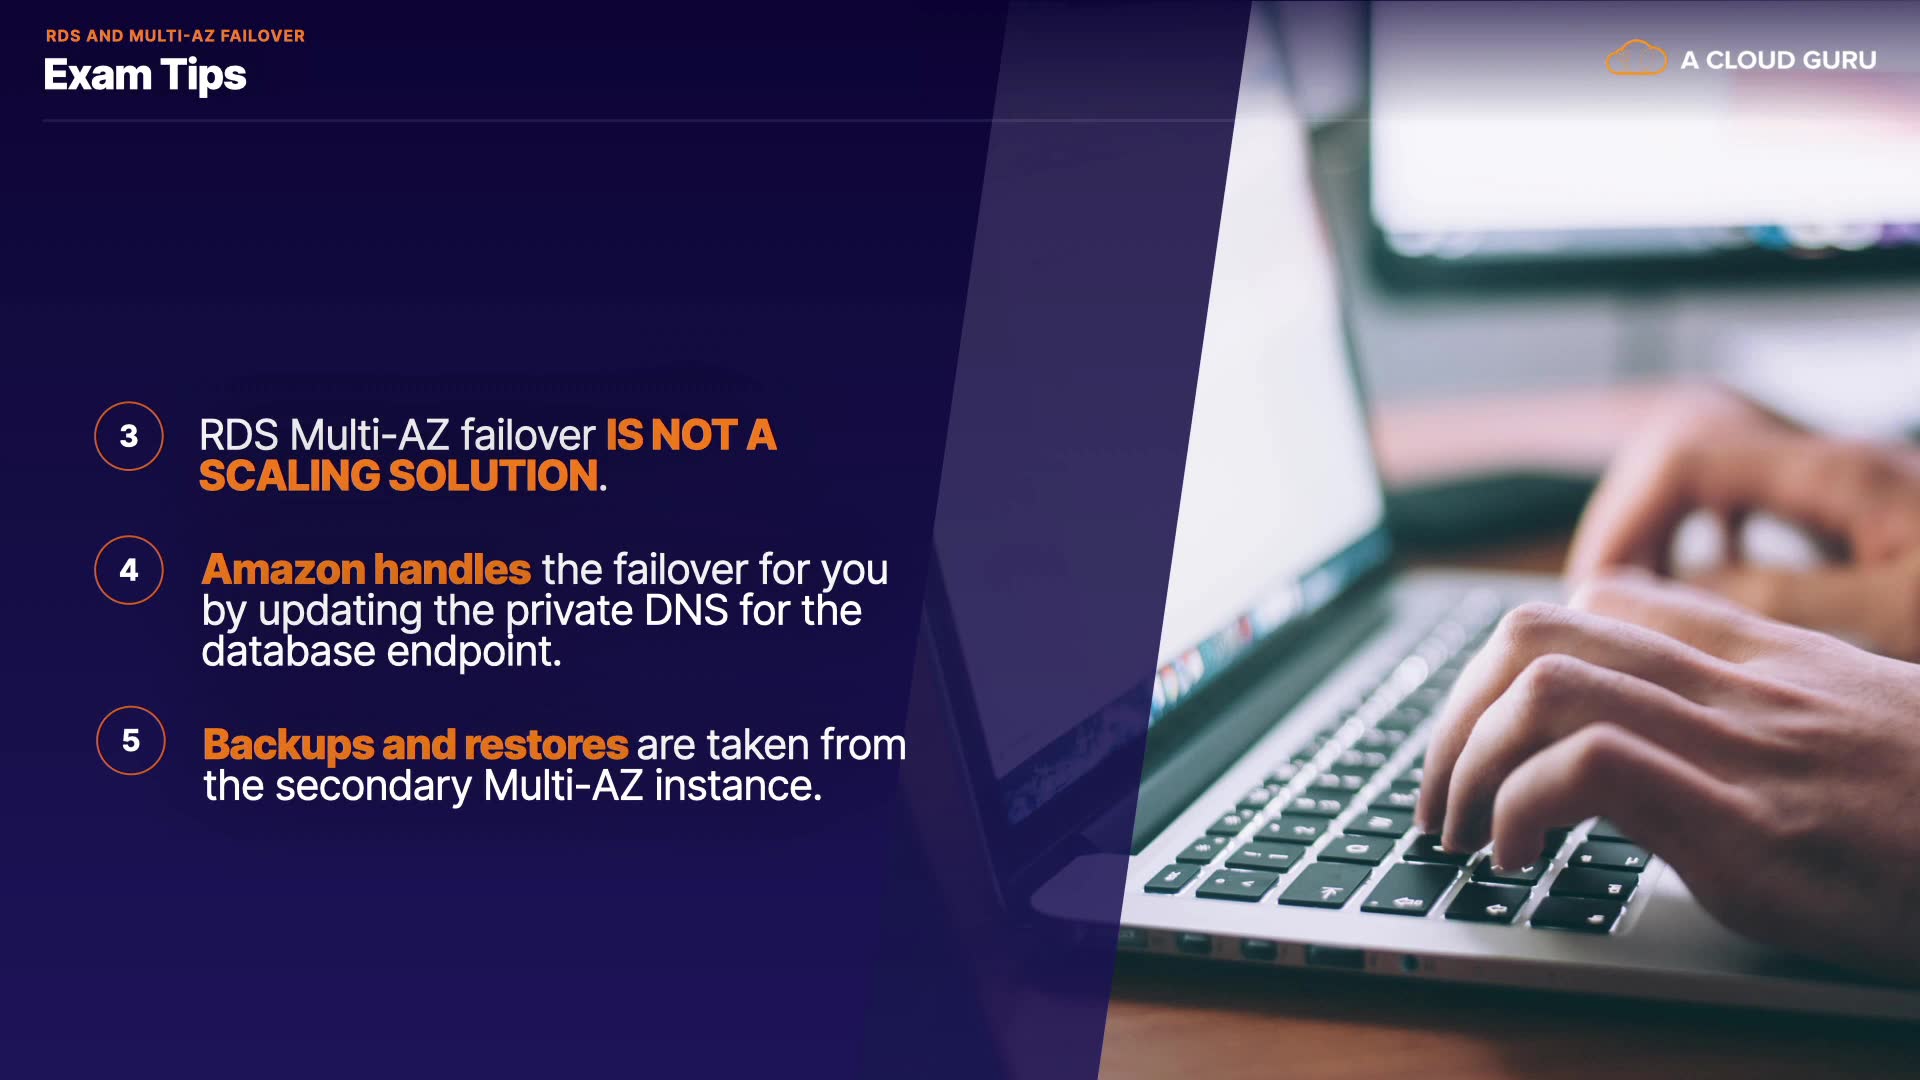 RDS AND MULTI-AZ FAILOVER
Exam Tips
A CLOUD GURU
3
RDS Multi-AZ failover IS NOT A
SCALING SOLUTION.
4
Amazon handles the failover for you
by updating the private DNS for the
database endpoint.
5
Backups and restores are taken from
the secondary Multi-AZ instance.